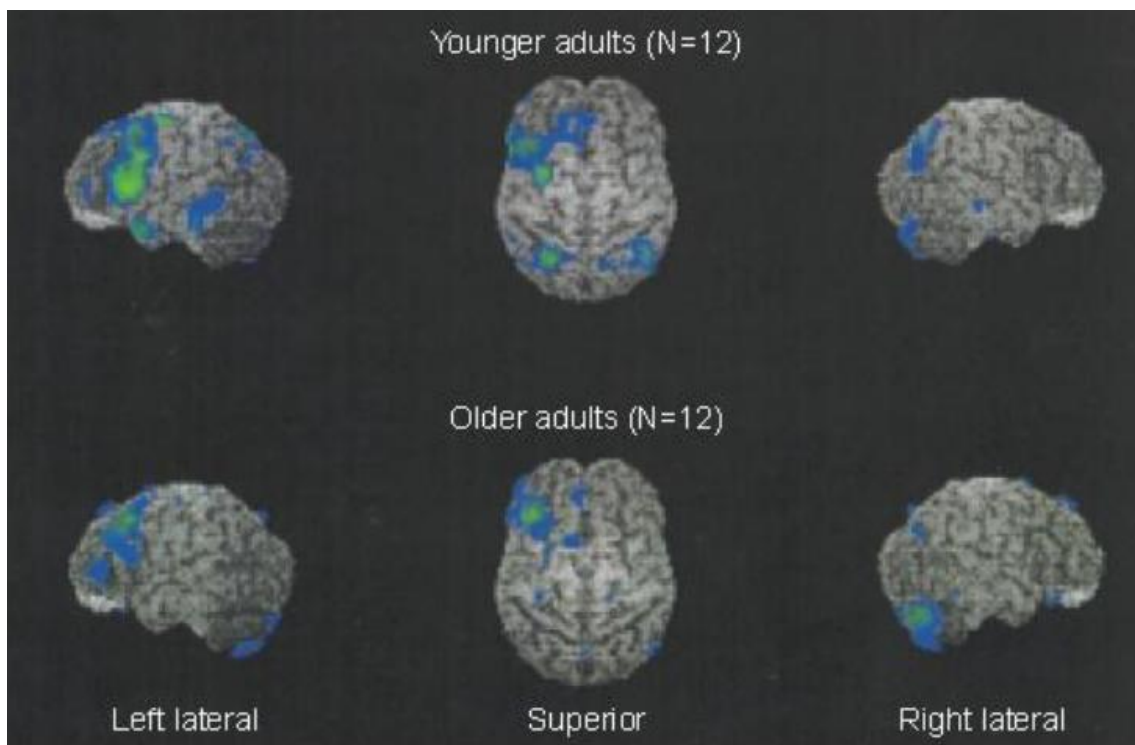 Younger adults (N=12)
Older adults (N=12)
Left lateral
Superior
Right lateral